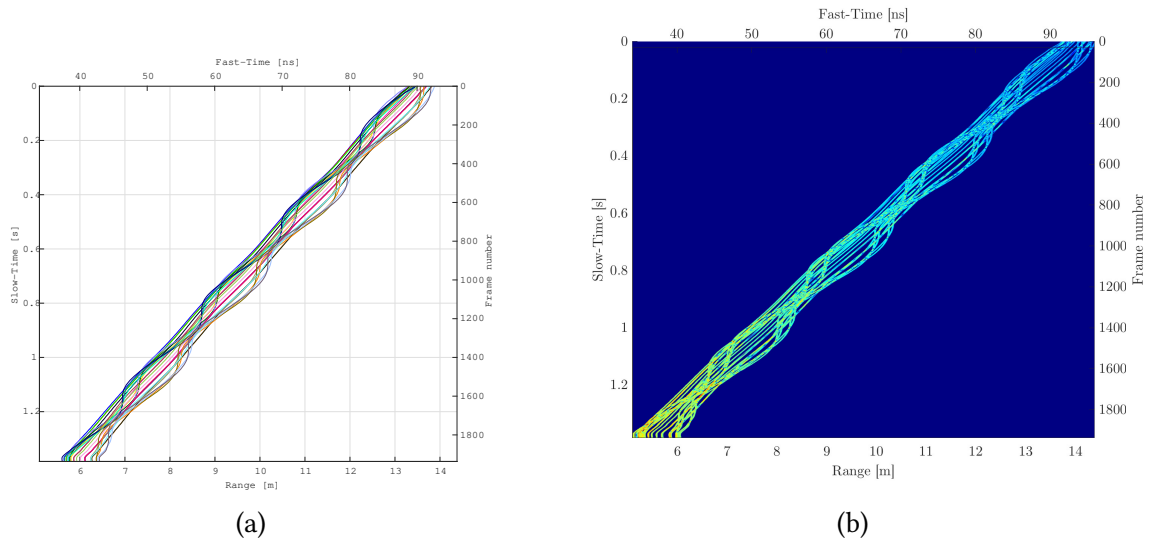 Fast-Time [ns]
40 50 60 70 80 90
0 0
0.2 200
400
0.4 600
0.6 800
1000
0.8 1200
1 1400
1.2 1600
1800
Slow-Time [s]
Frame number
6 7 8 9 10 11 12 13 14
Range [m]
(a)
Fast-Time [ns]
40 50 60 70 80 90
0 0
0.2 200
0.4 400
600
0.6 800
0.8 1000
1200
1 1400
1.2 1600
1800
Slow-Time [s]
Frame number
6 7 8 9 10 11 12 13 14
Range [m]
(b)